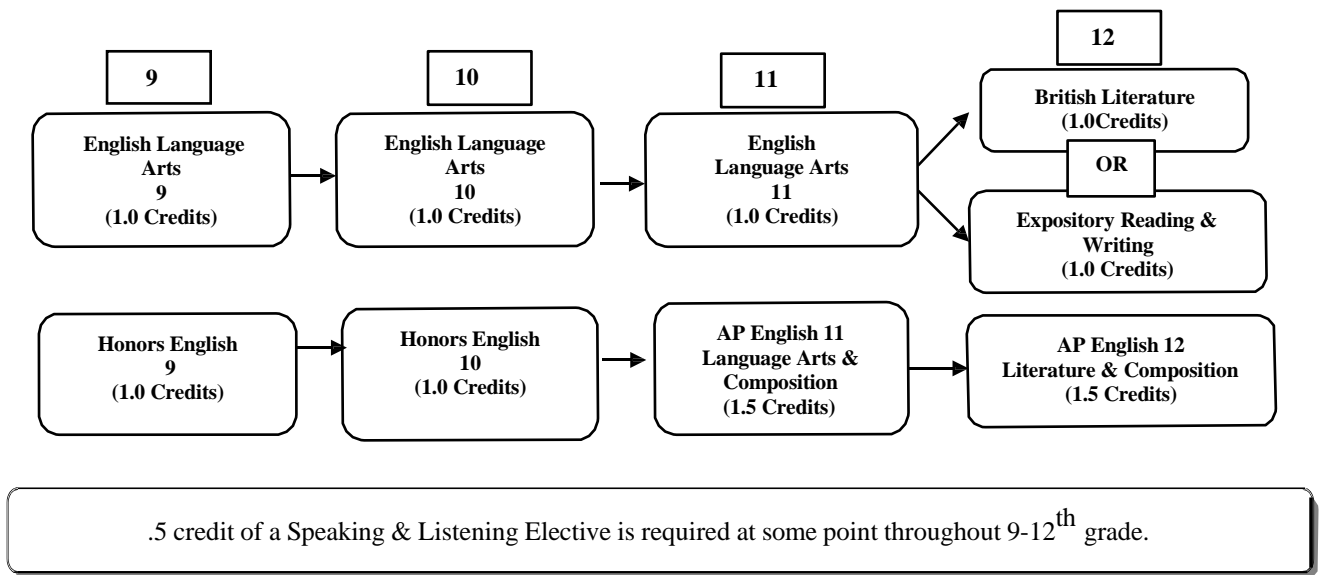 9
10
11
12
English Language
Arts
9
(1.0 Credits)
English Language
Arts
10
(1.0 Credits)
English
Language Arts
11
(1.0 Credits)
British Literature
(1.0Credits)
OR
Expository Reading &
Writing
(1.0 Credits)
Honors English
9
(1.0 Credits)
Honors English
10
(1.0 Credits)
AP English 11
Language Arts &
Composition
(1.5 Credits)
AP English 12
Literature & Composition
(1.5 Credits)
.5 credit of a Speaking & Listening Elective is required at some point throughout 9-12th grade.